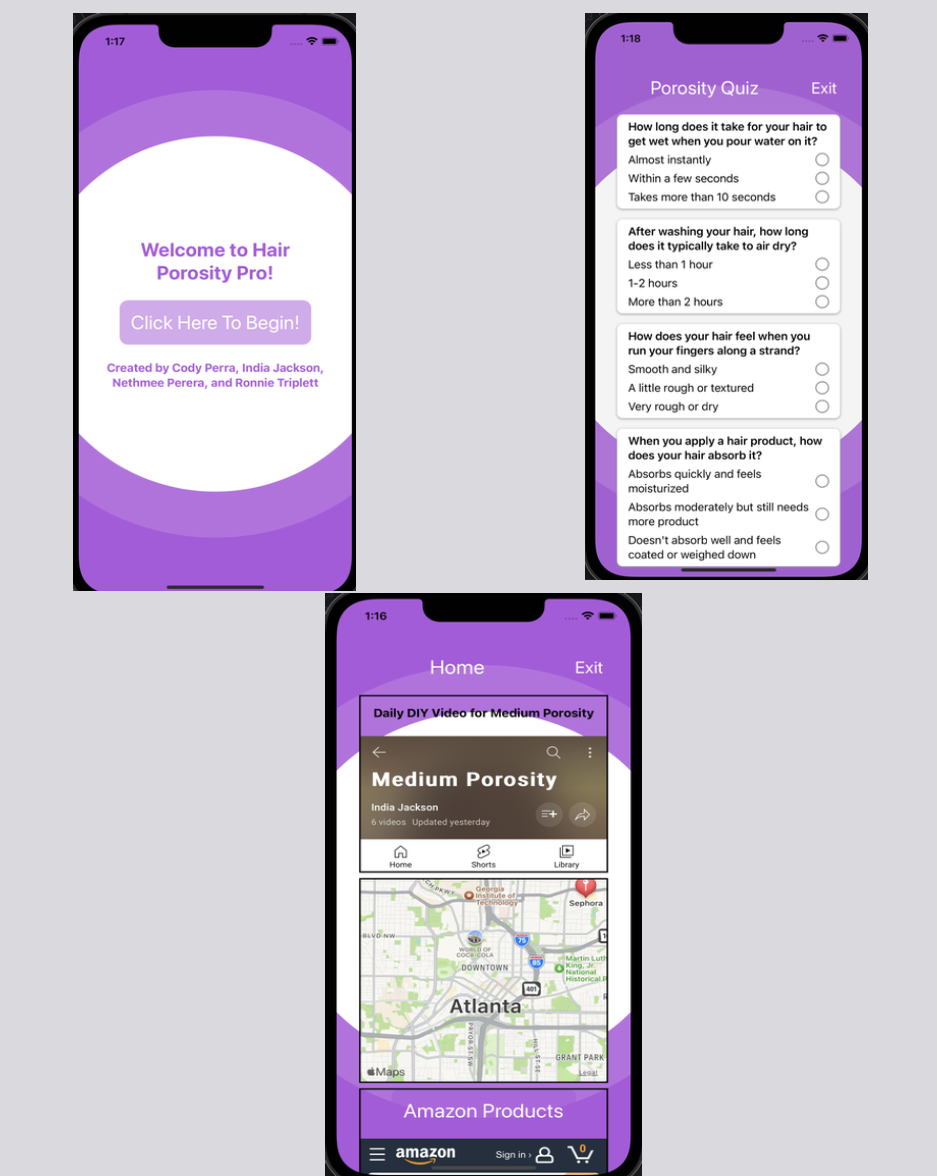 1:17
Welcome to Hair
Porosity Pro!
Click Here To Begin!
Created by Cody Perra, India Jackson,
Nethmee Perera, and Ronnie Triplett
1:18
Porosity Quiz
Exit
How long does it take for your hair to
get wet when you pour water on it?
Almost instantly
Within a few seconds
Takes more than 10 seconds
After washing your hair, how long
does it typically take to air dry?
Less than 1 hour
1-2 hours
More than 2 hours
How does your hair feel when you
run your fingers along a strand?
Smooth and silky
A little rough or textured
Very rough or dry
When you apply a hair product, how
does your hair absorb it?
Absorbs quickly and feels
moisturized
Absorbs moderately but still needs
more product
Doesn't absorb well and feels
coated or weighed down
1:16
Home
Exit
Daily DIY Video for Medium Porosity
Medium Porosity
India Jackson
6 videos Updated yesterday
Home
Shorts
Library
Georgia
Institute of
Technology
Sephora
BLVD NW
75
WORLD OF
COCA-COLA
85
DOWNTOWN
Martin Luth
King, Jr.
National
Historical P
401
Atlanta
GRANT PARK
Maps
Legal
Amazon Products
amazon
Sign in ›
0